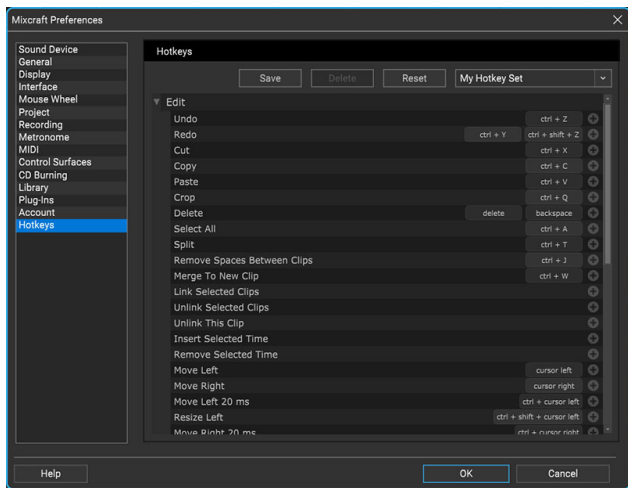 Mixcraft Preferences
Sound Device
General
Display
Interface
Mouse Wheel
Project
Recording
Metronome
MIDI
Control Surfaces
CD Burning
Library
Plug-Ins
Account
Hotkeys
Hotkeys
Save Delete Reset My Hotkey Set
Edit
Undo ctrl + Z
Redo ctrl + Y ctrl + shift + Z
Cut ctrl + X
Copy ctrl + C
Paste ctrl + V
Crop ctrl + Q
Delete delete backspace
Select All ctrl + A
Split ctrl + T
Remove Spaces Between Clips ctrl + J
Merge To New Clip ctrl + W
Link Selected Clips
Unlink Selected Clips
Unlink This Clip
Insert Selected Time
Remove Selected Time
Move Left cursor left
Move Right cursor right
Move Left 20 ms ctrl + cursor left
Resize Left ctrl + shift + cursor left
Move Right 20 ms ctrl + cursor right
Help OK Cancel